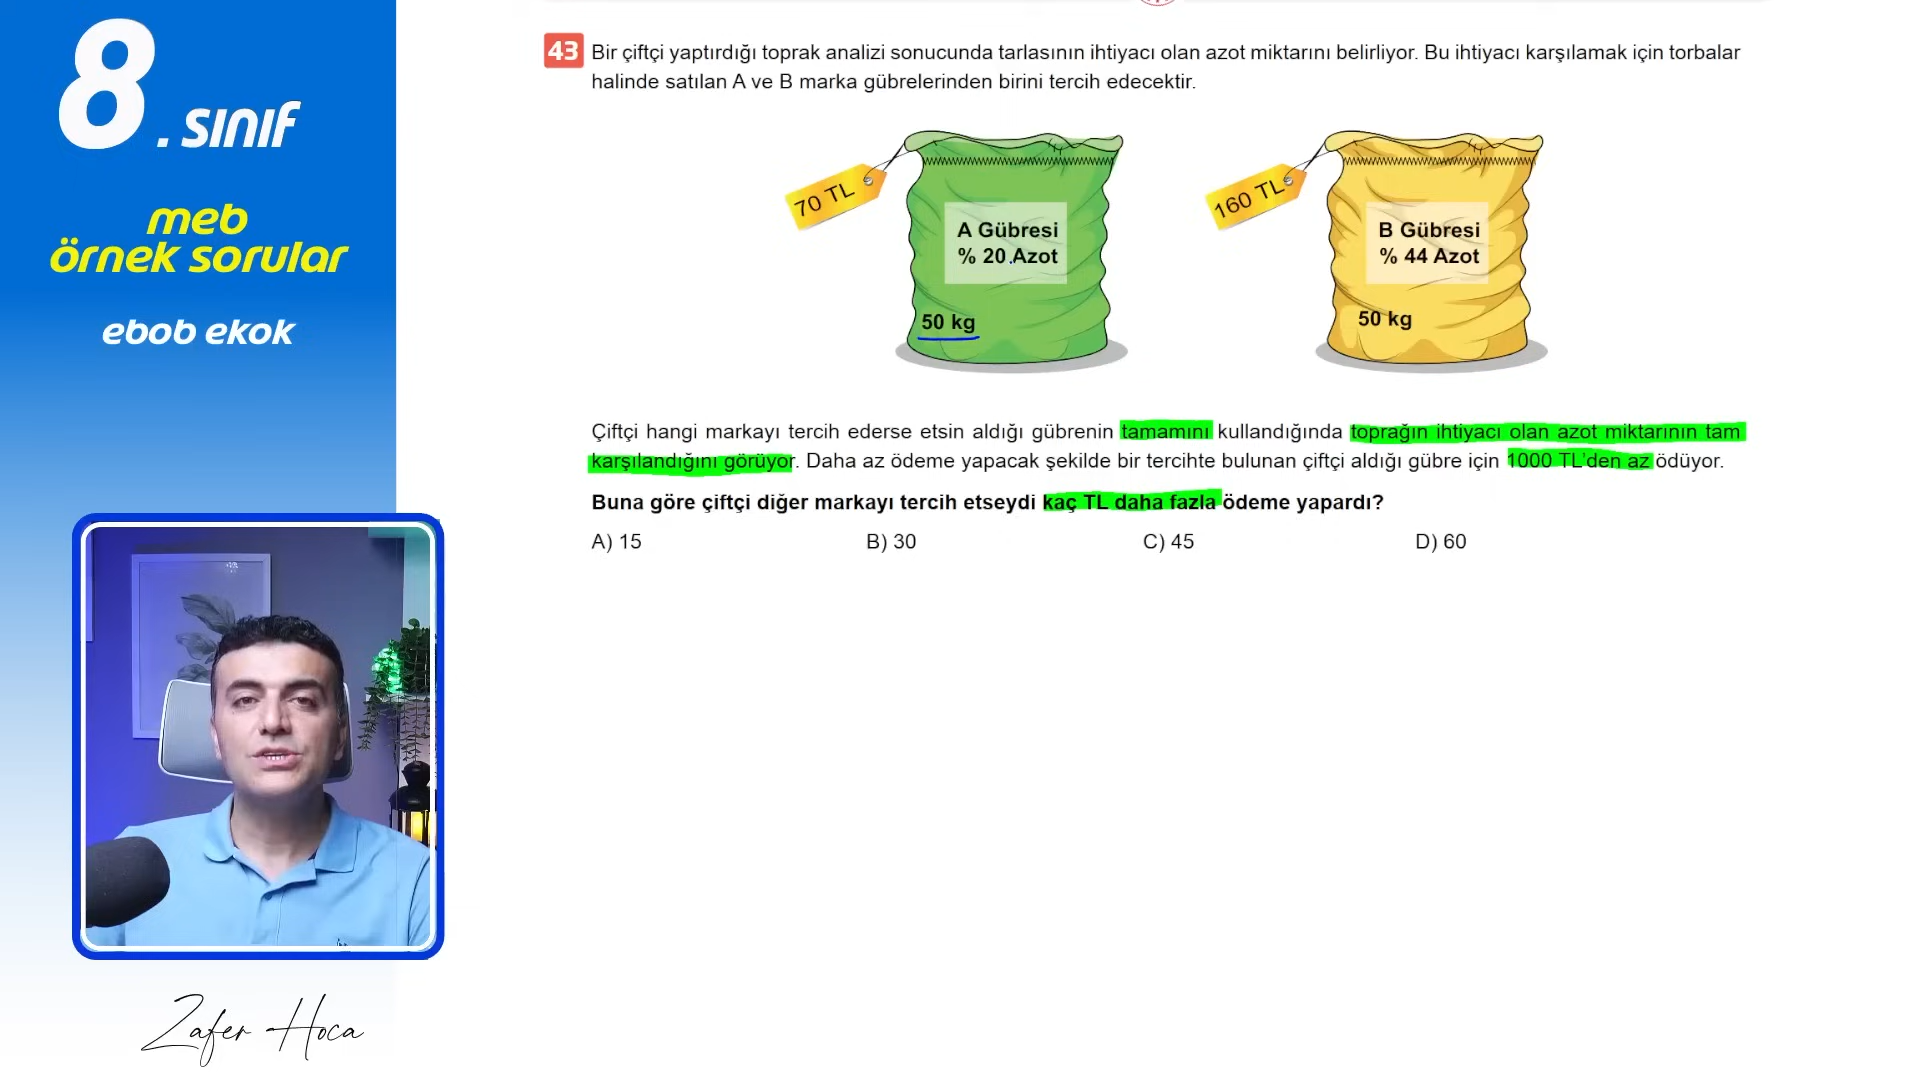 8. sınıf
meb
örnek sorular
ebob ekok
43 Bir çiftçi yaptırdığı toprak analizi sonucunda tarlasının ihtiyacı olan azot miktarını belirliyor. Bu ihtiyacı karşılamak için torbalar
halinde satılan A ve B marka gübrelerinden birini tercih edecektir.
70 TL
A Gübresi
% 20 Azot
50 kg
160 TL
B Gübresi
% 44 Azot
50 kg
Çiftçi hangi markayı tercih ederse etsin aldığı gübrenin tamamını kullandığında toprağın ihtiyacı olan azot miktarının tam
karşılandığını görüyor. Daha az ödeme yapacak şekilde bir tercihte bulunan çiftçi aldığı gübre için 1000 TL'den az ödüyor.
Buna göre çiftçi diğer markayı tercih etseydi kaç TL daha fazla ödeme yapardı?
A) 15 B) 30 C) 45 D) 60
Zafer Hoca